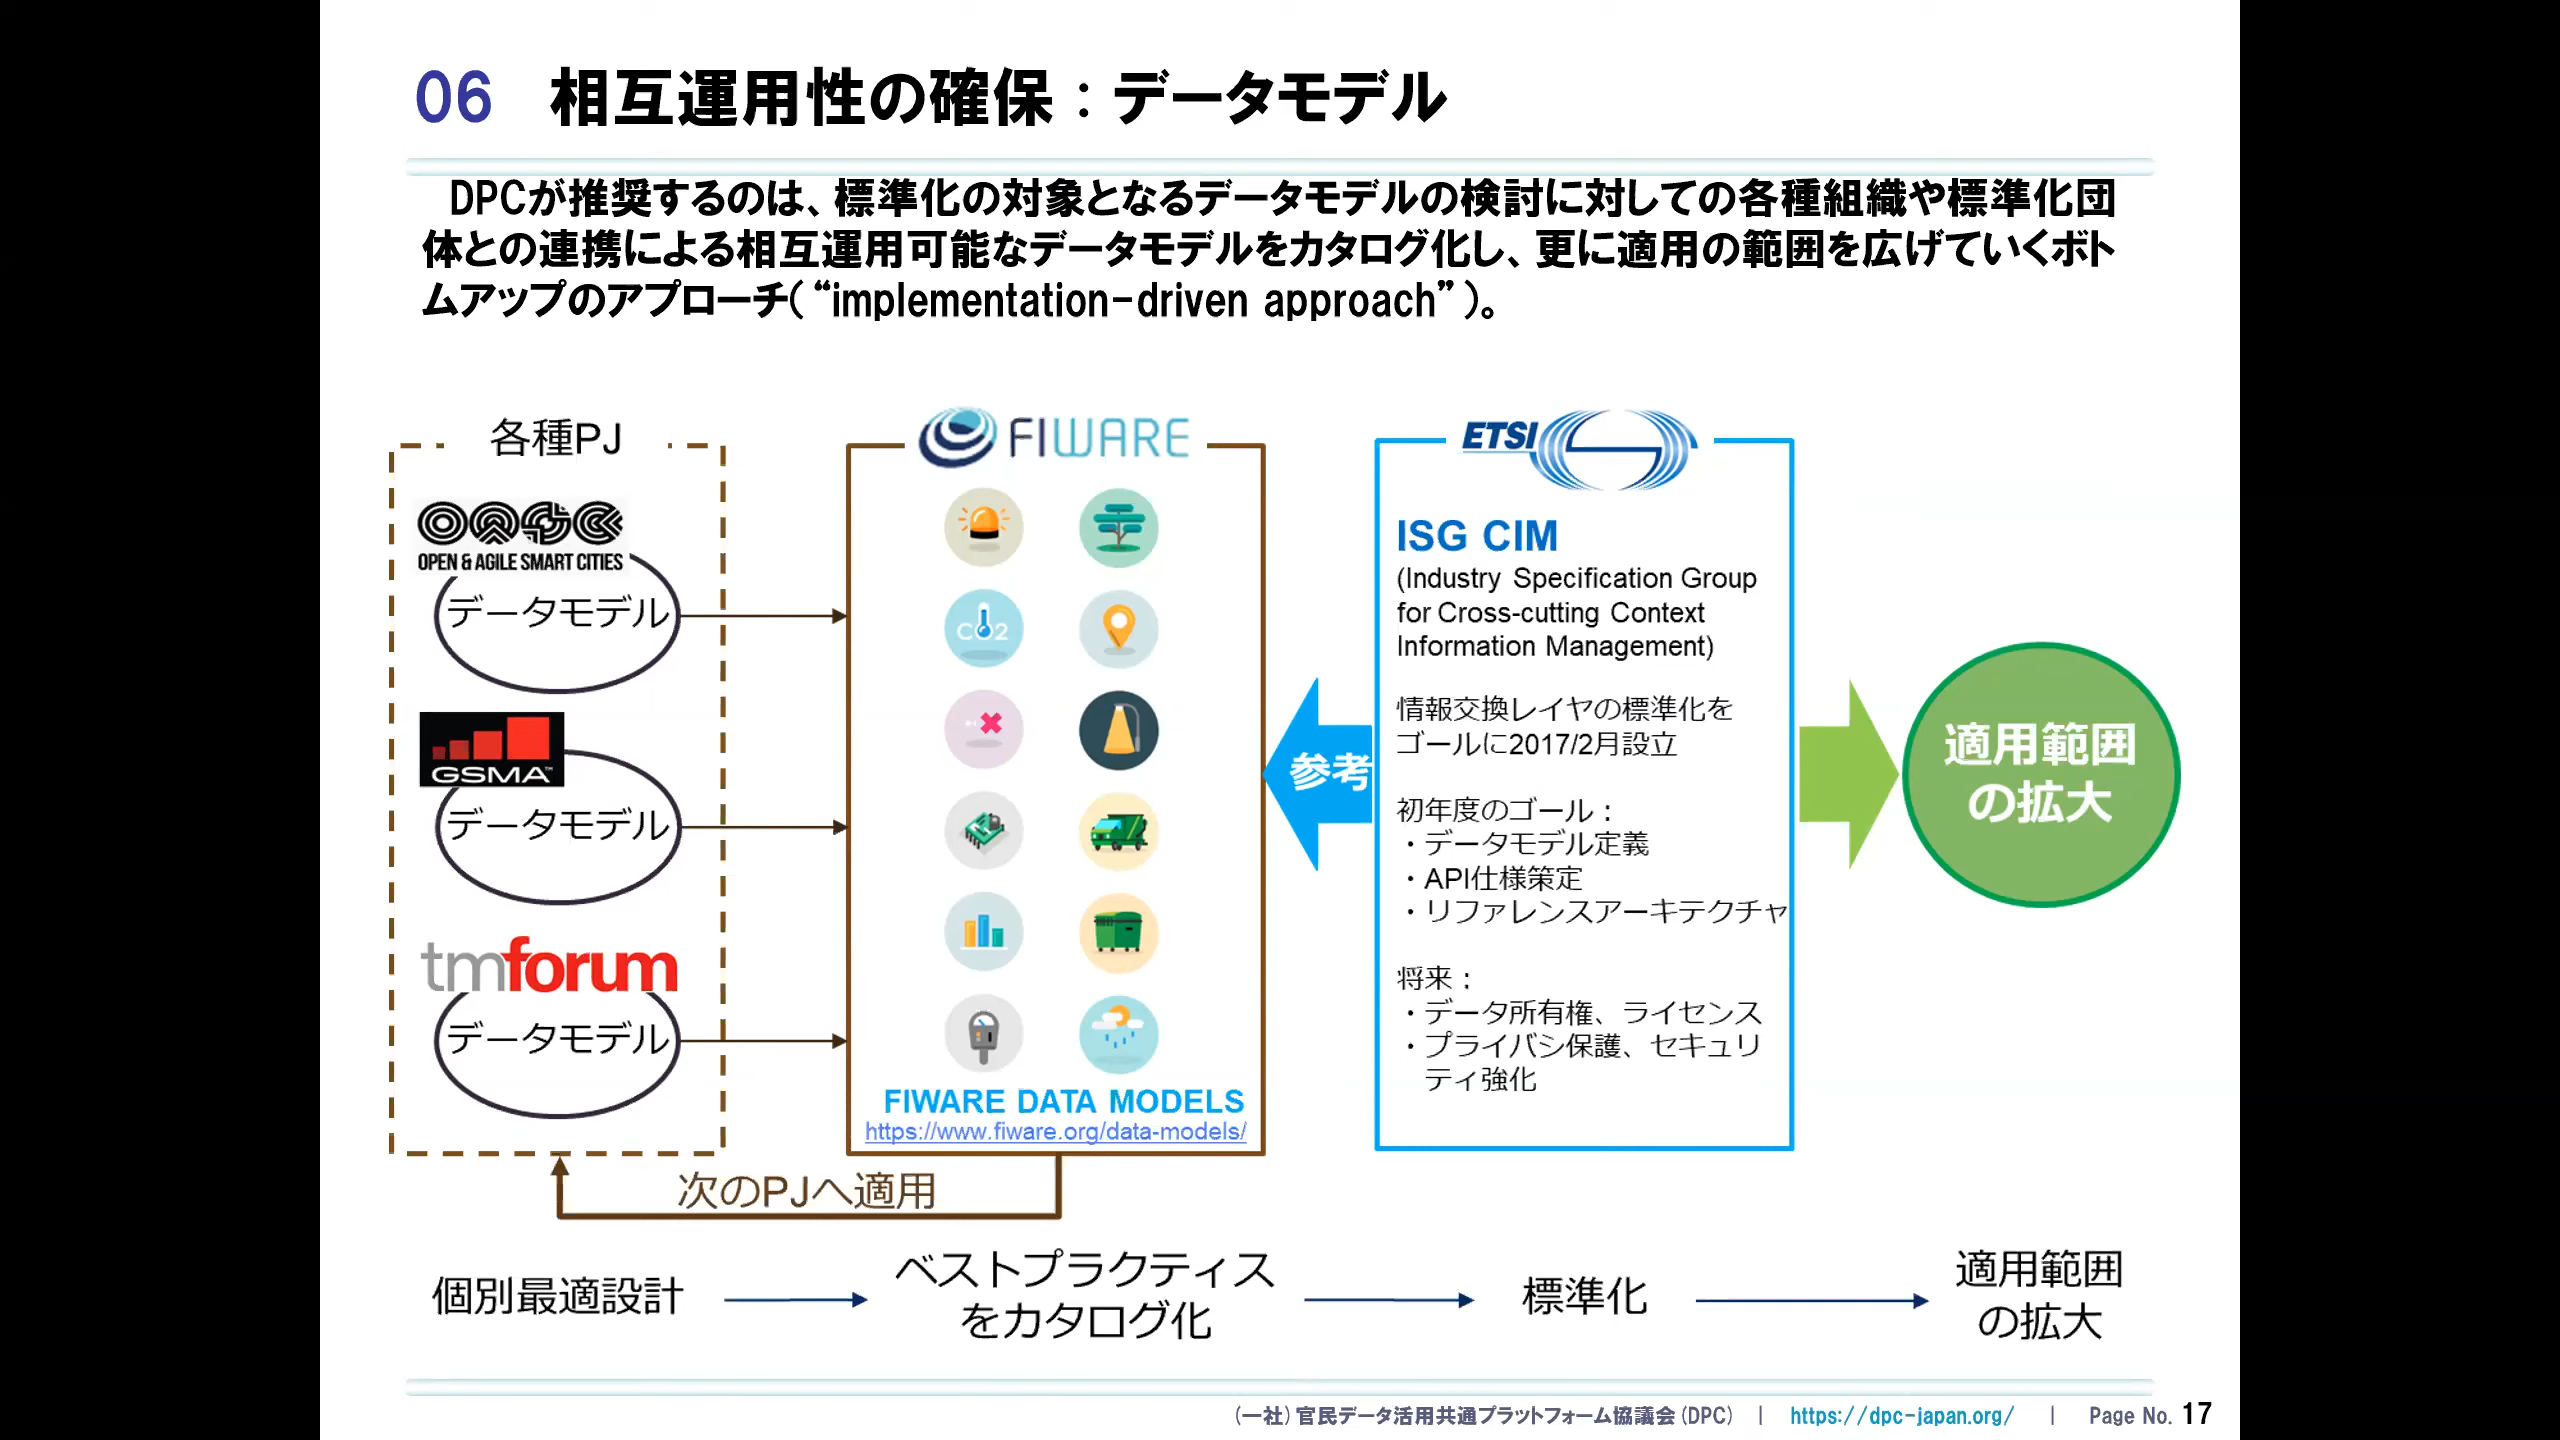 06 相互運用性の確保：データモデル
DPCが推奨するのは、標準化の対象となるデータモデルの検討に対しての各種組織や標準化団
体との連携による相互運用可能なデータモデルをカタログ化し、更に適用の範囲を広げていくボト
ムアップのアプローチ(“implementation-driven approach”)。
各種PJ
OPEN & AGILE SMART CITIES
データモデル
GSMA™
データモデル
tmforum
データモデル
FIWARE
CO2
FIWARE DATA MODELS
https://www.fiware.org/data-models/
次のPJへ適用
参考
ETSI
ISG CIM
(Industry Specification Group
for Cross-cutting Context
Information Management)
情報交換レイヤの標準化を
ゴールに2017/2月設立
初年度のゴール：
・データモデル定義
・API仕様策定
・リファレンスアーキテクチャ
将来：
・データ所有権、ライセンス
・プライバシ保護、セキュリ
ティ強化
適用範囲
の拡大
個別最適設計
ベストプラクティス
をカタログ化
標準化
適用範囲
の拡大
(一社)官民データ活用共通プラットフォーム協議会(DPC) | https://dpc-japan.org/ | Page No. 17